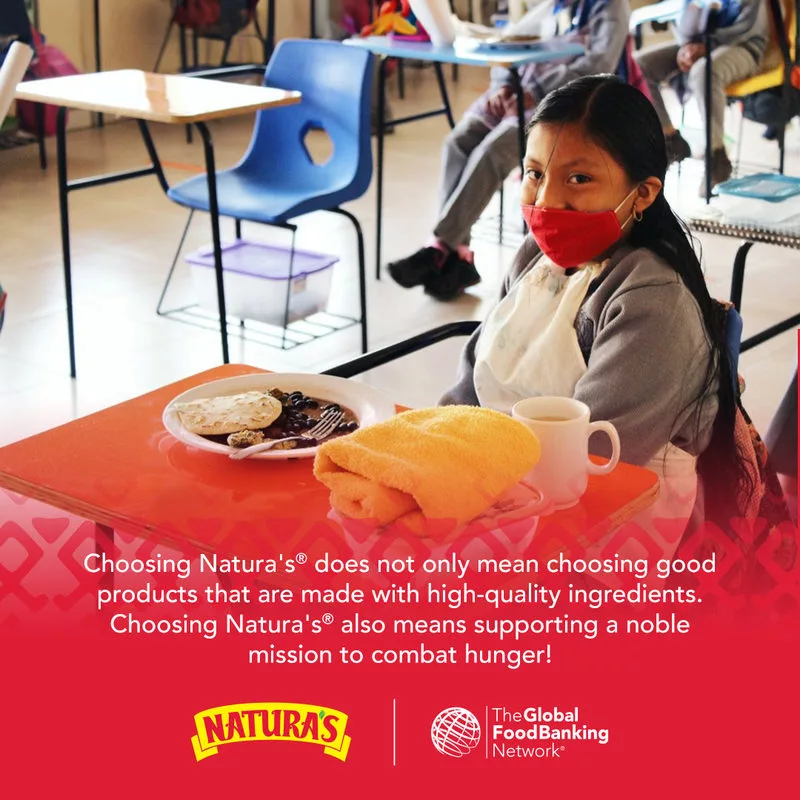 Choosing Natura's® does not only mean choosing good
products that are made with high-quality ingredients.
Choosing Natura's® also means supporting a noble
mission to combat hunger!
NATURA'S
The Global
FoodBanking
Network®